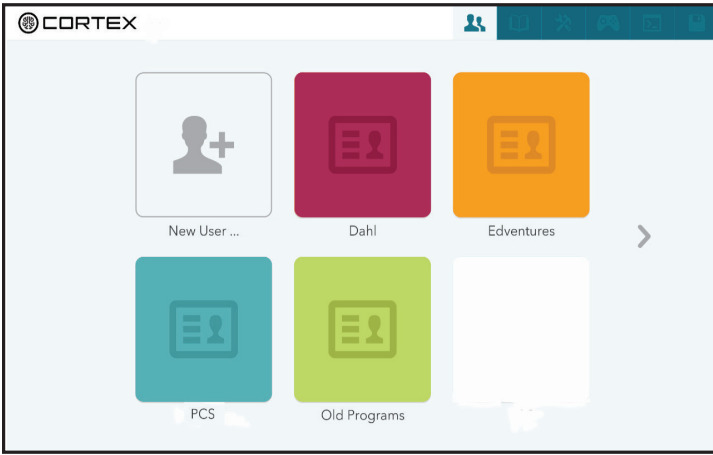 CORTEX
New User ...
Dahl
Edventures
PCS
Old Programs